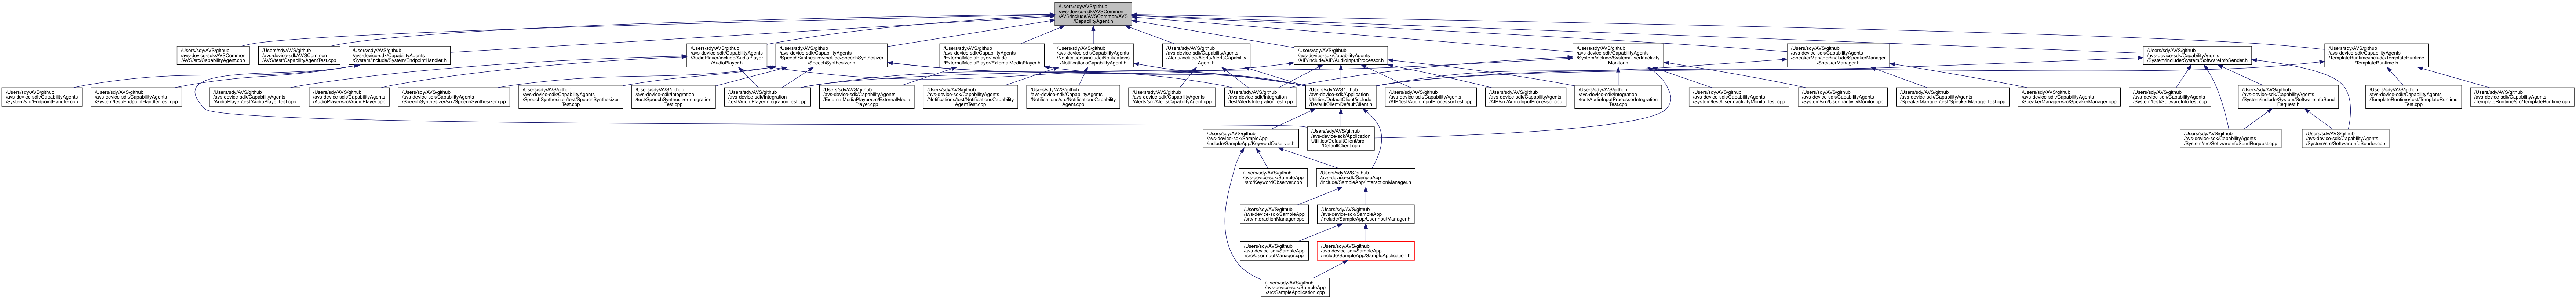 /Users/sdy/AVS/github
/avs-device-sdk/AVSCommon
/AVS/include/AVSCommon/AVS
/CapabilityAgent.h
/Users/sdy/AVS/github
/avs-device-sdk/AVSCommon
/AVS/src/CapabilityAgent.cpp
/Users/sdy/AVS/github
/avs-device-sdk/AVSCommon
/AVS/test/CapabilityAgentTest.cpp
/Users/sdy/AVS/github
/avs-device-sdk/CapabilityAgents
/System/include/System/EndpointHandler.h
/Users/sdy/AVS/github
/avs-device-sdk/CapabilityAgents
/AudioPlayer/include/AudioPlayer
/AudioPlayer.h
/Users/sdy/AVS/github
/avs-device-sdk/CapabilityAgents
/SpeechSynthesizer/include/SpeechSynthesizer
/SpeechSynthesizer.h
/Users/sdy/AVS/github
/avs-device-sdk/CapabilityAgents
/ExternalMediaPlayer/include
/ExternalMediaPlayer/ExternalMediaPlayer.h
/Users/sdy/AVS/github
/avs-device-sdk/CapabilityAgents
/Notifications/include/Notifications
/NotificationsCapabilityAgent.h
/Users/sdy/AVS/github
/avs-device-sdk/CapabilityAgents
/Alerts/include/Alerts/AlertsCapability
Agent.h
/Users/sdy/AVS/github
/avs-device-sdk/CapabilityAgents
/AIP/include/AIP/AudioInputProcessor.h
/Users/sdy/AVS/github
/avs-device-sdk/CapabilityAgents
/System/include/System/UserInactivity
Monitor.h
/Users/sdy/AVS/github
/avs-device-sdk/CapabilityAgents
/SpeakerManager/include/SpeakerManager
/SpeakerManager.h
/Users/sdy/AVS/github
/avs-device-sdk/CapabilityAgents
/System/include/System/SoftwareInfoSender.h
/Users/sdy/AVS/github
/avs-device-sdk/CapabilityAgents
/TemplateRuntime/include/TemplateRuntime
/TemplateRuntime.h
/Users/sdy/AVS/github
/avs-device-sdk/CapabilityAgents
/System/src/EndpointHandler.cpp
/Users/sdy/AVS/github
/avs-device-sdk/CapabilityAgents
/System/test/EndpointHandlerTest.cpp
/Users/sdy/AVS/github
/avs-device-sdk/CapabilityAgents
/AudioPlayer/test/AudioPlayerTest.cpp
/Users/sdy/AVS/github
/avs-device-sdk/CapabilityAgents
/AudioPlayer/src/AudioPlayer.cpp
/Users/sdy/AVS/github
/avs-device-sdk/CapabilityAgents
/SpeechSynthesizer/src/SpeechSynthesizer.cpp
/Users/sdy/AVS/github
/avs-device-sdk/CapabilityAgents
/SpeechSynthesizer/test/SpeechSynthesizer
Test.cpp
/Users/sdy/AVS/github
/avs-device-sdk/Integration
/test/SpeechSynthesizerIntegration
Test.cpp
/Users/sdy/AVS/github
/avs-device-sdk/Integration
/test/AudioPlayerIntegrationTest.cpp
/Users/sdy/AVS/github
/avs-device-sdk/CapabilityAgents
/ExternalMediaPlayer/src/ExternalMedia
Player.cpp
/Users/sdy/AVS/github
/avs-device-sdk/CapabilityAgents
/Notifications/test/NotificationsCapability
AgentTest.cpp
/Users/sdy/AVS/github
/avs-device-sdk/CapabilityAgents
/Notifications/src/NotificationsCapability
Agent.cpp
/Users/sdy/AVS/github
/avs-device-sdk/CapabilityAgents
/Alerts/src/AlertsCapabilityAgent.cpp
/Users/sdy/AVS/github
/avs-device-sdk/Integration
/test/AlertsIntegrationTest.cpp
/Users/sdy/AVS/github
/avs-device-sdk/Application
Utilities/DefaultClient/include
/DefaultClient/DefaultClient.h
/Users/sdy/AVS/github
/avs-device-sdk/CapabilityAgents
/AIP/test/AudioInputProcessorTest.cpp
/Users/sdy/AVS/github
/avs-device-sdk/CapabilityAgents
/AIP/src/AudioInputProcessor.cpp
/Users/sdy/AVS/github
/avs-device-sdk/Integration
/test/AudioInputProcessorIntegration
Test.cpp
/Users/sdy/AVS/github
/avs-device-sdk/CapabilityAgents
/System/test/UserInactivityMonitorTest.cpp
/Users/sdy/AVS/github
/avs-device-sdk/CapabilityAgents
/System/src/UserInactivityMonitor.cpp
/Users/sdy/AVS/github
/avs-device-sdk/CapabilityAgents
/SpeakerManager/test/SpeakerManagerTest.cpp
/Users/sdy/AVS/github
/avs-device-sdk/CapabilityAgents
/SpeakerManager/src/SpeakerManager.cpp
/Users/sdy/AVS/github
/avs-device-sdk/CapabilityAgents
/System/test/SoftwareInfoTest.cpp
/Users/sdy/AVS/github
/avs-device-sdk/CapabilityAgents
/System/include/System/SoftwareInfoSend
Request.h
/Users/sdy/AVS/github
/avs-device-sdk/CapabilityAgents
/TemplateRuntime/test/TemplateRuntime
Test.cpp
/Users/sdy/AVS/github
/avs-device-sdk/CapabilityAgents
/TemplateRuntime/src/TemplateRuntime.cpp
/Users/sdy/AVS/github
/avs-device-sdk/SampleApp
/include/SampleApp/KeywordObserver.h
/Users/sdy/AVS/github
/avs-device-sdk/Application
Utilities/DefaultClient/src
/DefaultClient.cpp
/Users/sdy/AVS/github
/avs-device-sdk/CapabilityAgents
/System/src/SoftwareInfoSendRequest.cpp
/Users/sdy/AVS/github
/avs-device-sdk/CapabilityAgents
/System/src/SoftwareInfoSender.cpp
/Users/sdy/AVS/github
/avs-device-sdk/SampleApp
/src/KeywordObserver.cpp
/Users/sdy/AVS/github
/avs-device-sdk/SampleApp
/include/SampleApp/InteractionManager.h
/Users/sdy/AVS/github
/avs-device-sdk/SampleApp
/src/InteractionManager.cpp
/Users/sdy/AVS/github
/avs-device-sdk/SampleApp
/include/SampleApp/UserInputManager.h
/Users/sdy/AVS/github
/avs-device-sdk/SampleApp
/src/UserInputManager.cpp
/Users/sdy/AVS/github
/avs-device-sdk/SampleApp
/include/SampleApp/SampleApplication.h
/Users/sdy/AVS/github
/avs-device-sdk/SampleApp
/src/SampleApplication.cpp